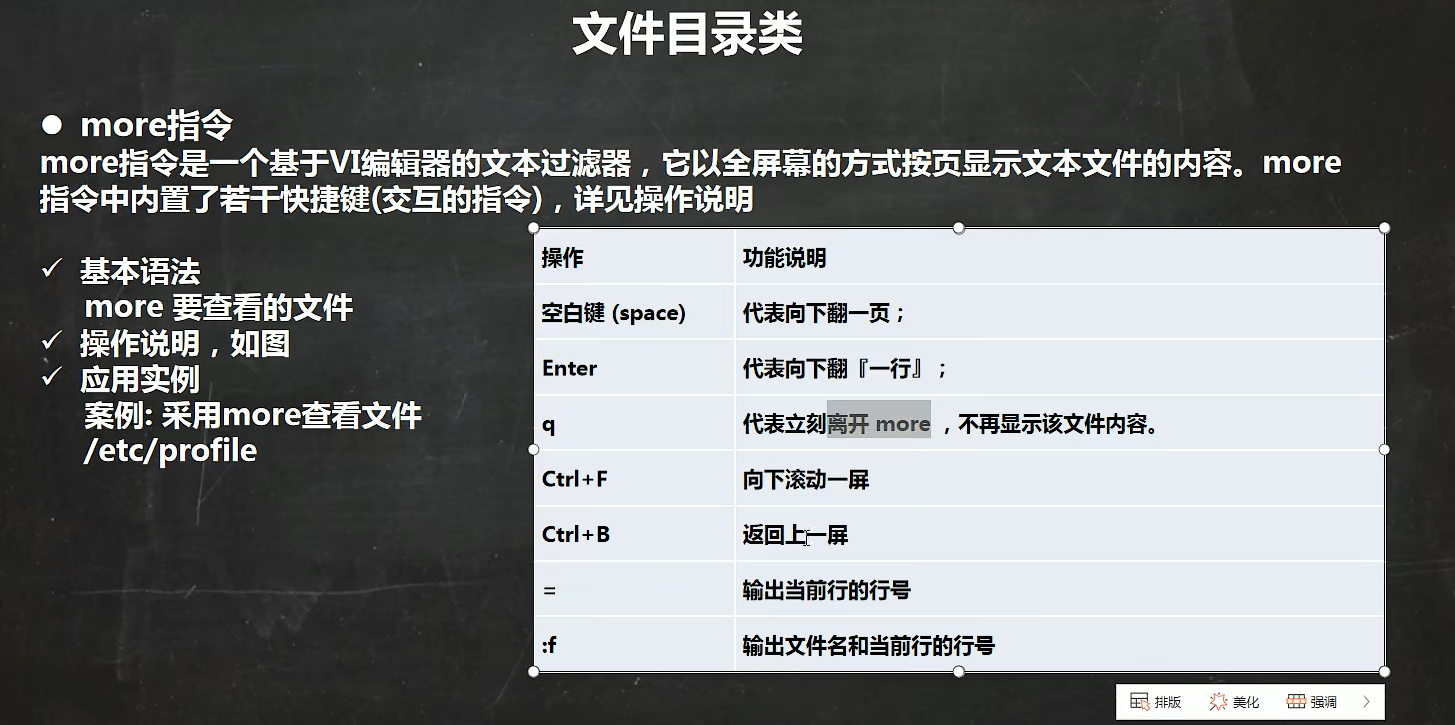 文件目录类
more指令
more指令是一个基于VI编辑器的文本过滤器，它以全屏幕的方式按页显示文本文件的内容。more
指令中内置了若干快捷键(交互的指令)，详见操作说明
基本语法
more 要查看的文件
操作说明，如图
应用实例
案例: 采用more查看文件
/etc/profile
操作 功能说明
空白键 (space) 代表向下翻一页；
Enter 代表向下翻『一行』；
q 代表立刻离开 more ，不再显示该文件内容。
Ctrl+F 向下滚动一屏
Ctrl+B 返回上一屏
= 输出当前行的行号
:f 输出文件名和当前行的行号
排版 美化 强调